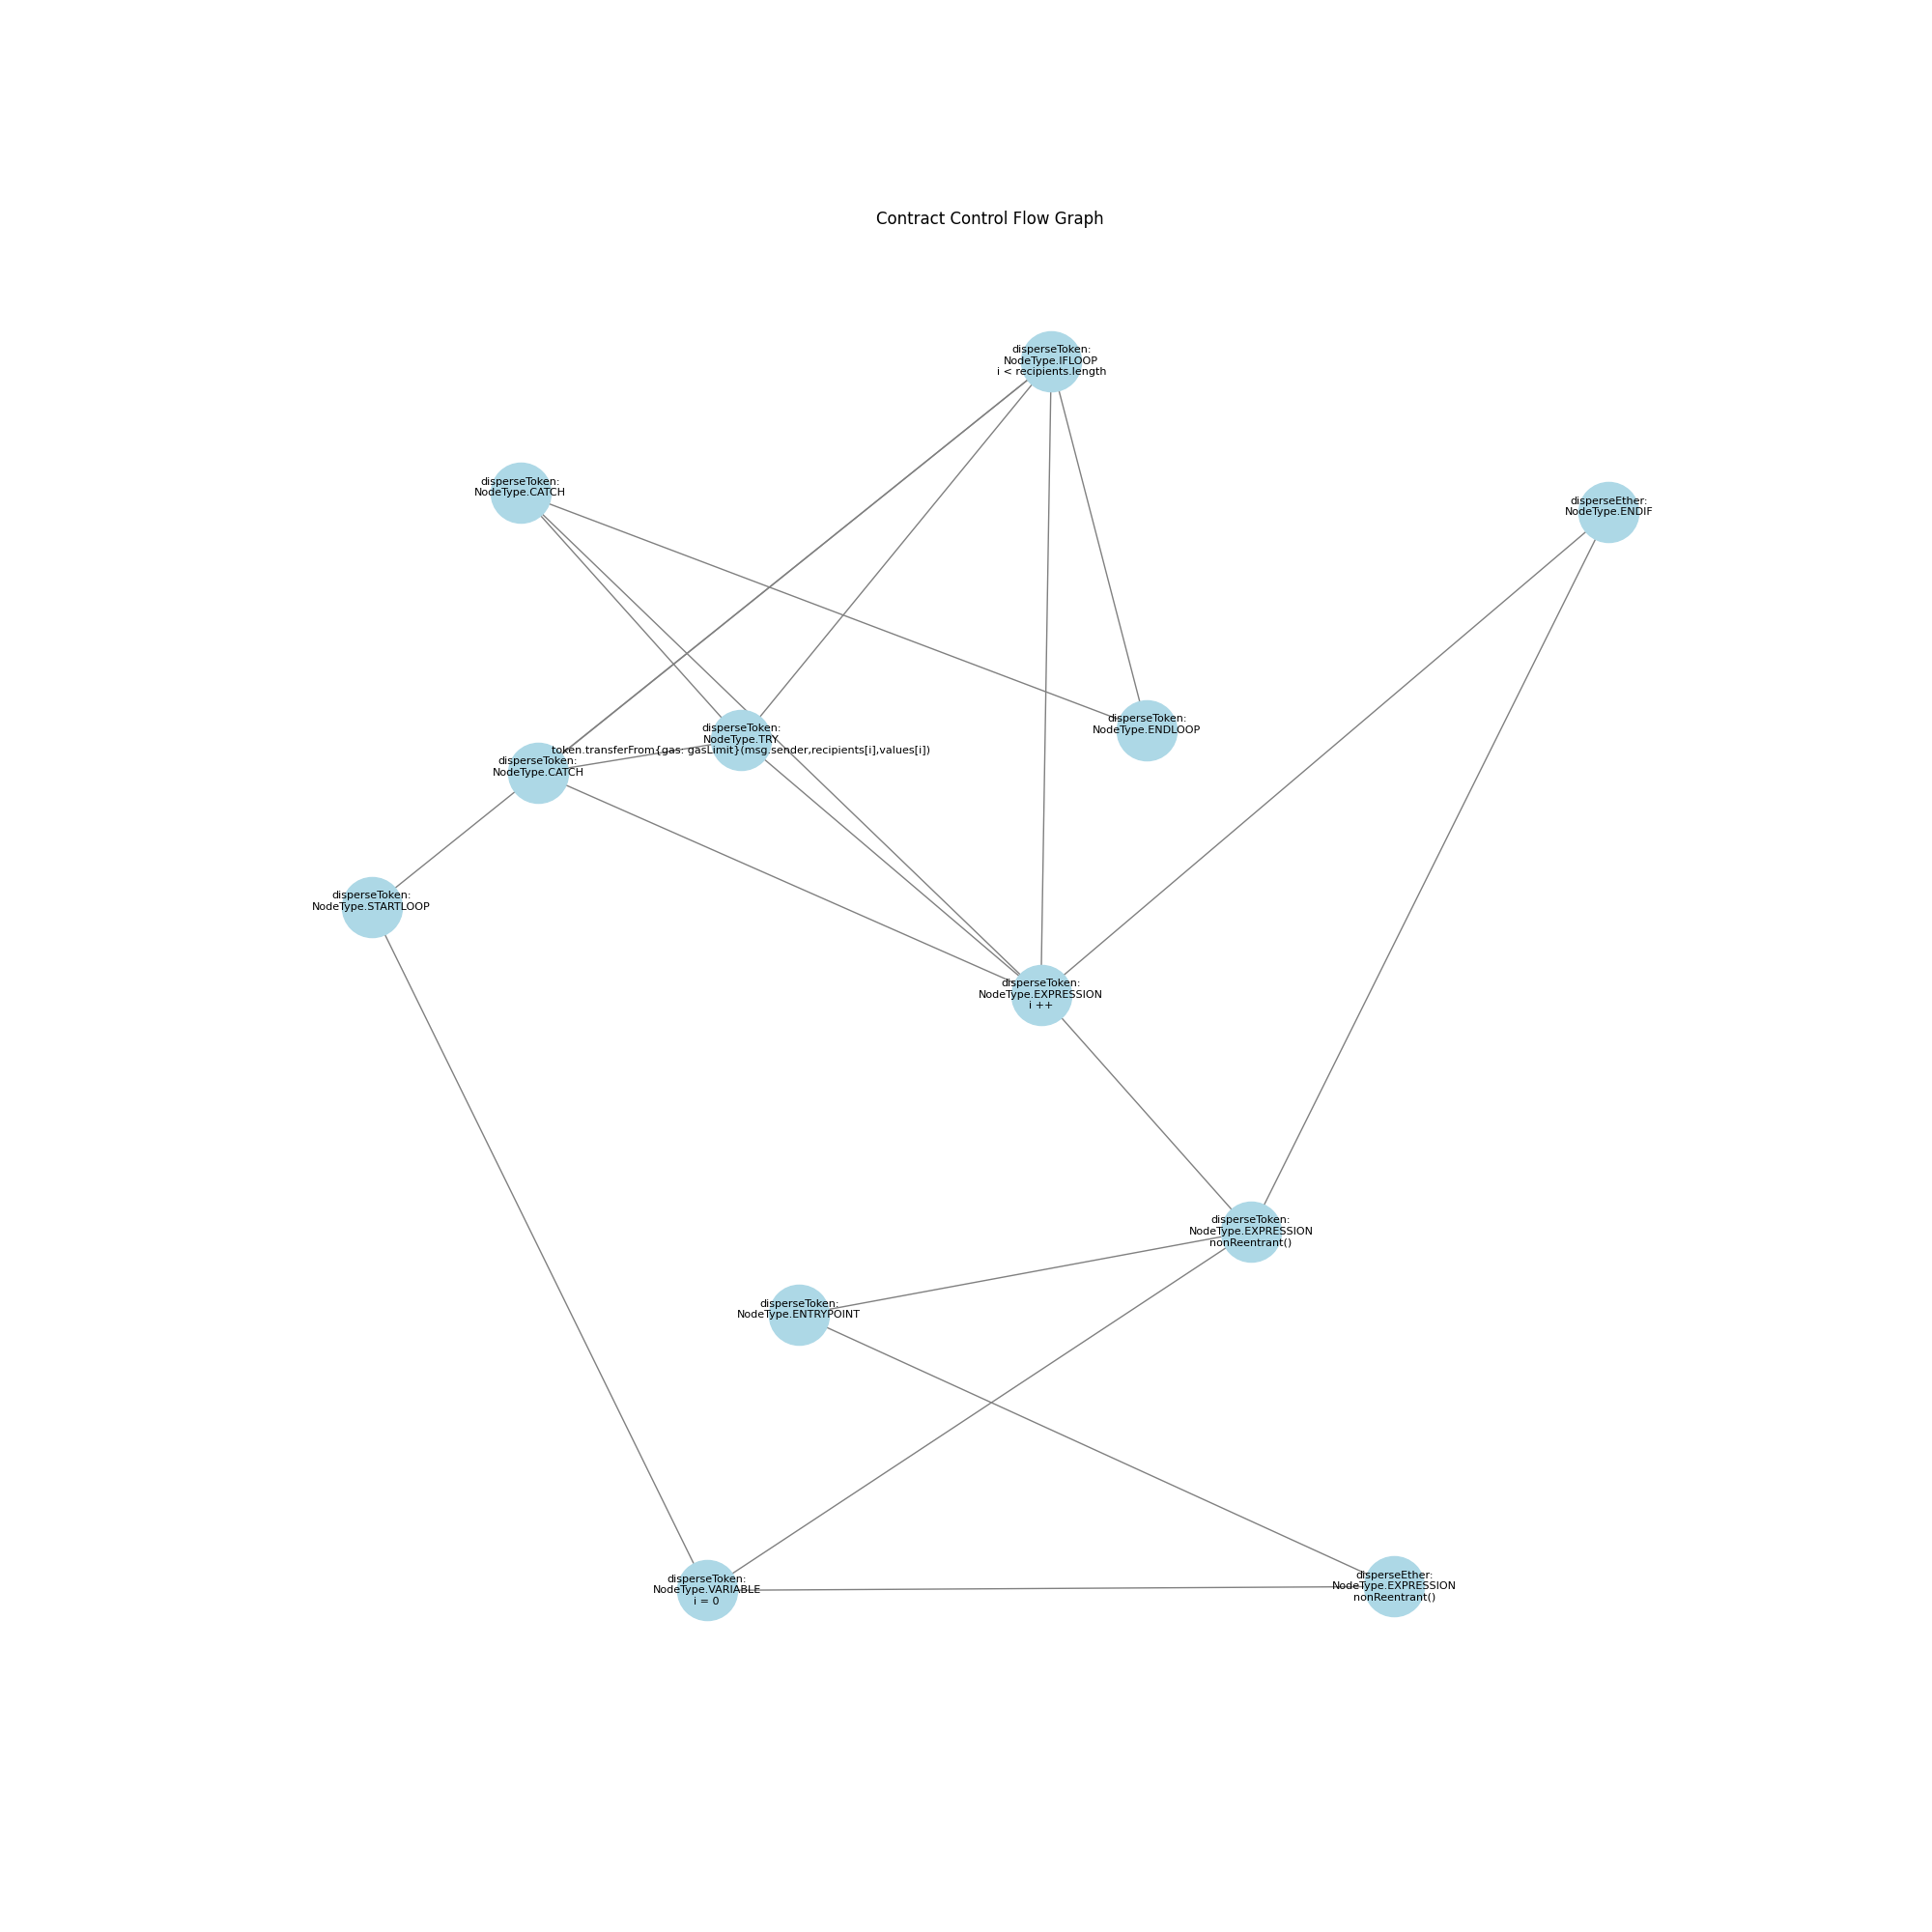 Contract Control Flow Graph
disperseToken:
NodeType.IFLOOP
i < recipients.length
disperseToken:
NodeType.CATCH
disperseEther:
NodeType.ENDIF
disperseToken:
NodeType.TRY
token.transferFrom{gas: gasLimit}(msg.sender,recipients[i],values[i])
disperseToken:
NodeType.ENDLOOP
disperseToken:
NodeType.CATCH
disperseToken:
NodeType.STARTLOOP
disperseToken:
NodeType.EXPRESSION
i ++
disperseToken:
NodeType.EXPRESSION
nonReentrant()
disperseToken:
NodeType.ENTRYPOINT
disperseToken:
NodeType.VARIABLE
i = 0
disperseEther:
NodeType.EXPRESSION
nonReentrant()